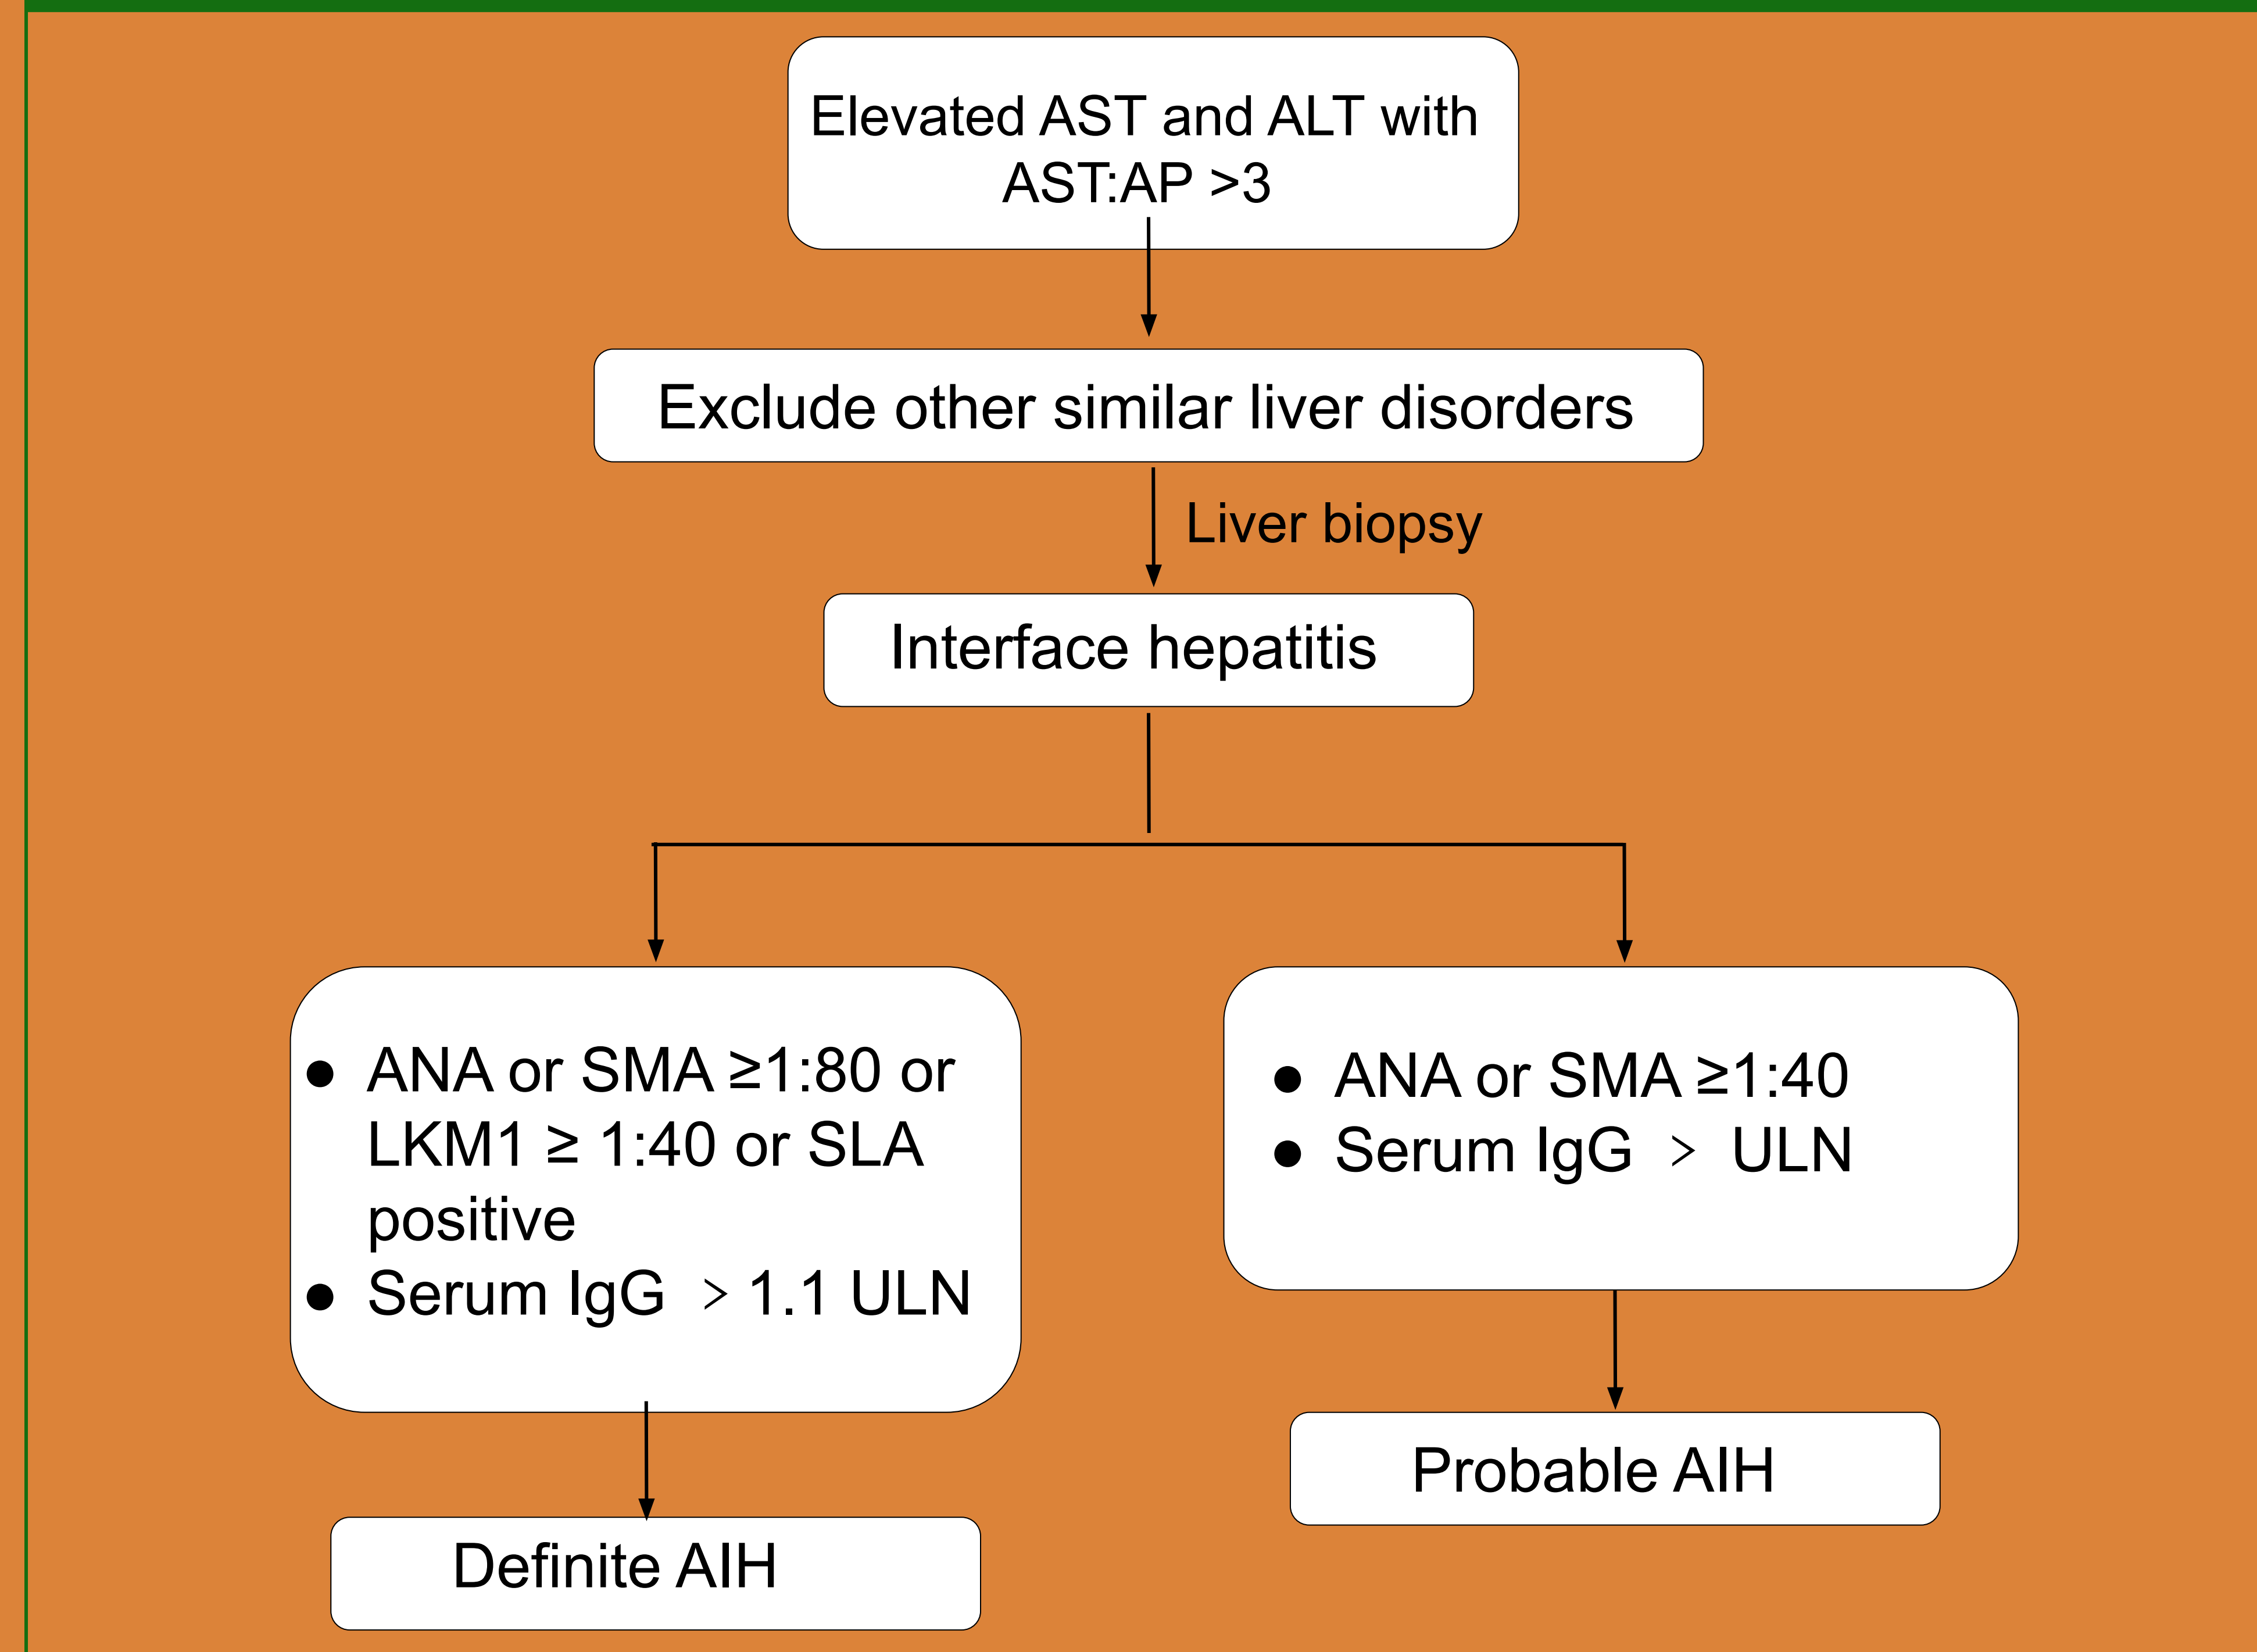 Elevated AST and ALT with
AST:AP >3
Exclude other similar liver disorders
Liver biopsy
Interface hepatitis
● ANA or SMA ≥1:80 or
LKM1 ≥ 1:40 or SLA
positive
● Serum IgG > 1.1 ULN
● ANA or SMA ≥1:40
● Serum IgG > ULN
Definite AIH
Probable AIH